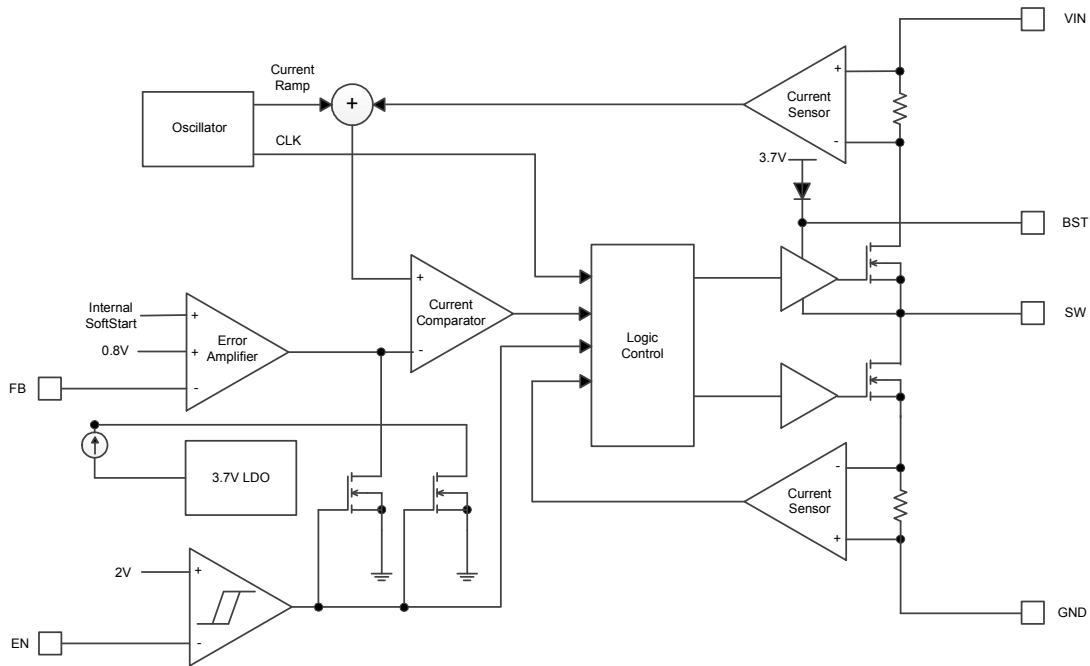 VIN
Current
Ramp
+
+
Current
Sensor
-
Oscillator
CLK
3.7V
BST
+
Current
Comparator
-
Internal
SoftStart
+
Error
Amplifier
0.8V
+
-
FB
Logic
Control
SW
3.7V LDO
-
Current
Sensor
+
2V
+
-
EN
GND